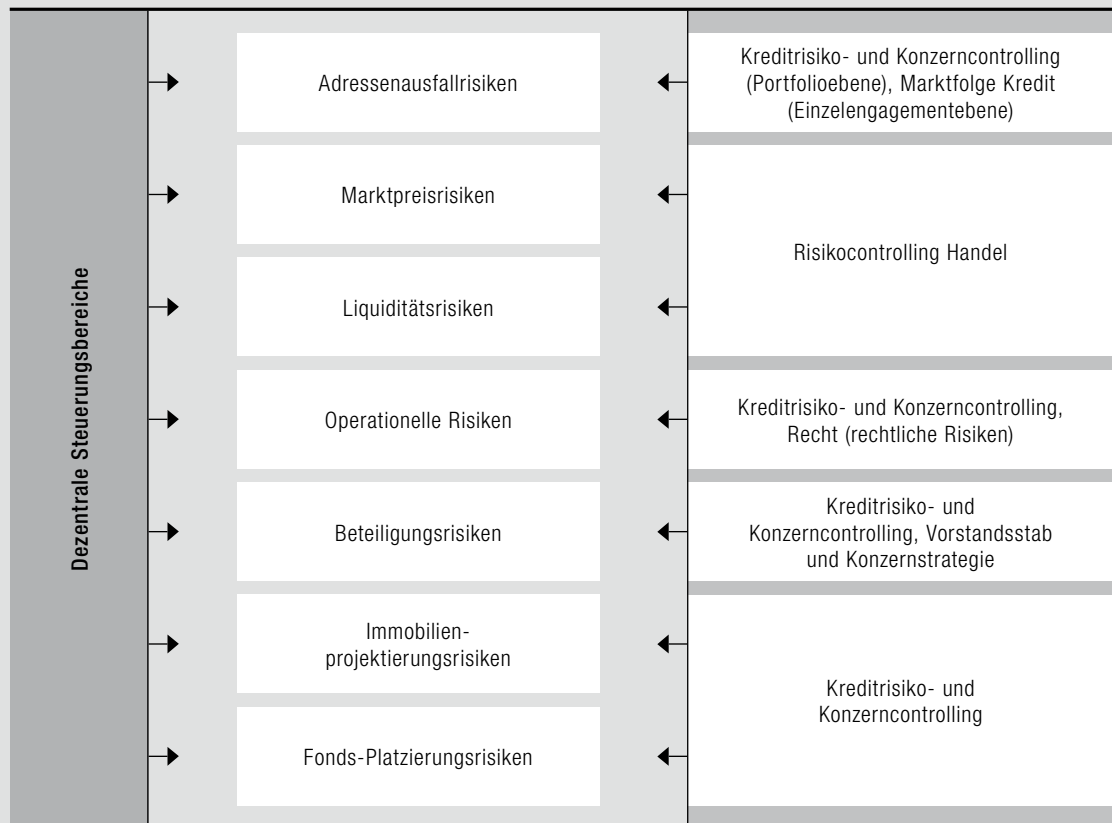 Dezentrale Steuerungsbereiche
Adressenausfallrisiken
Kreditrisiko- und Konzerncontrolling
(Portfolioebene), Marktfolge Kredit
(Einzelengagementebene)
Marktpreisrisiken
Risikocontrolling Handel
Liquiditätsrisiken
Operationelle Risiken
Kreditrisiko- und Konzerncontrolling,
Recht (rechtliche Risiken)
Beteiligungsrisiken
Kreditrisiko- und
Konzerncontrolling, Vorstandsstab
und Konzernstrategie
Immobilien-
projektierungsrisiken
Kreditrisiko- und
Konzerncontrolling
Fonds-Platzierungsrisiken